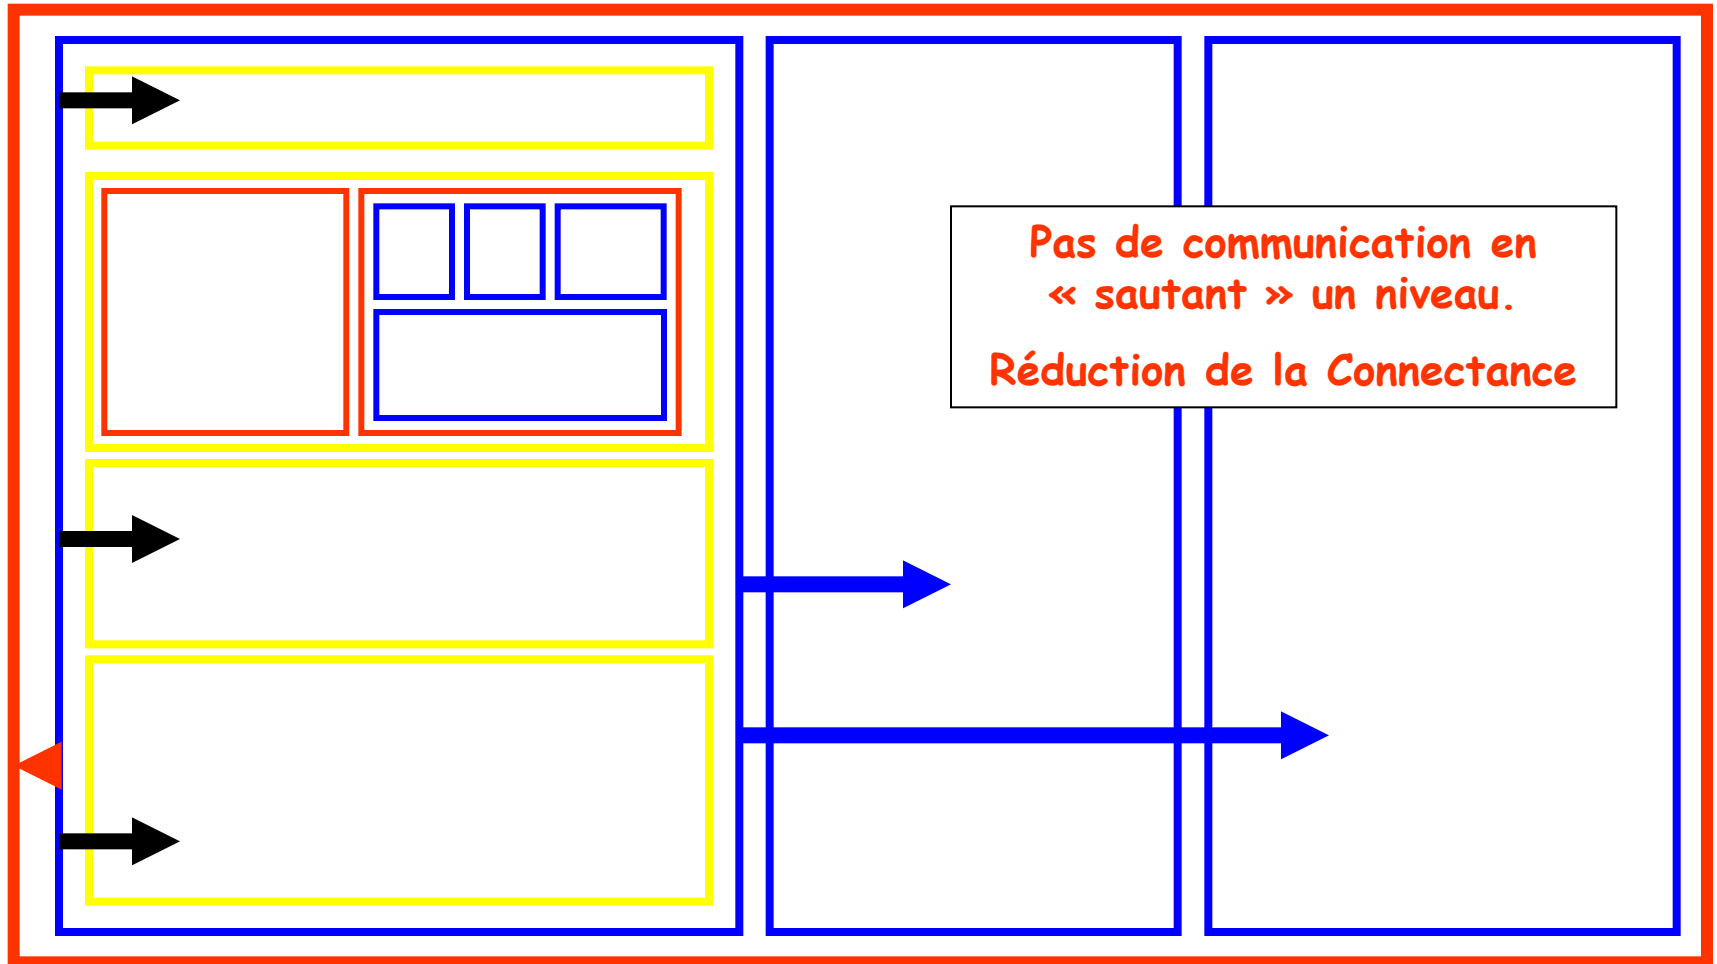 Pas de communication en
« sautant » un niveau.
Réduction de la Connectance